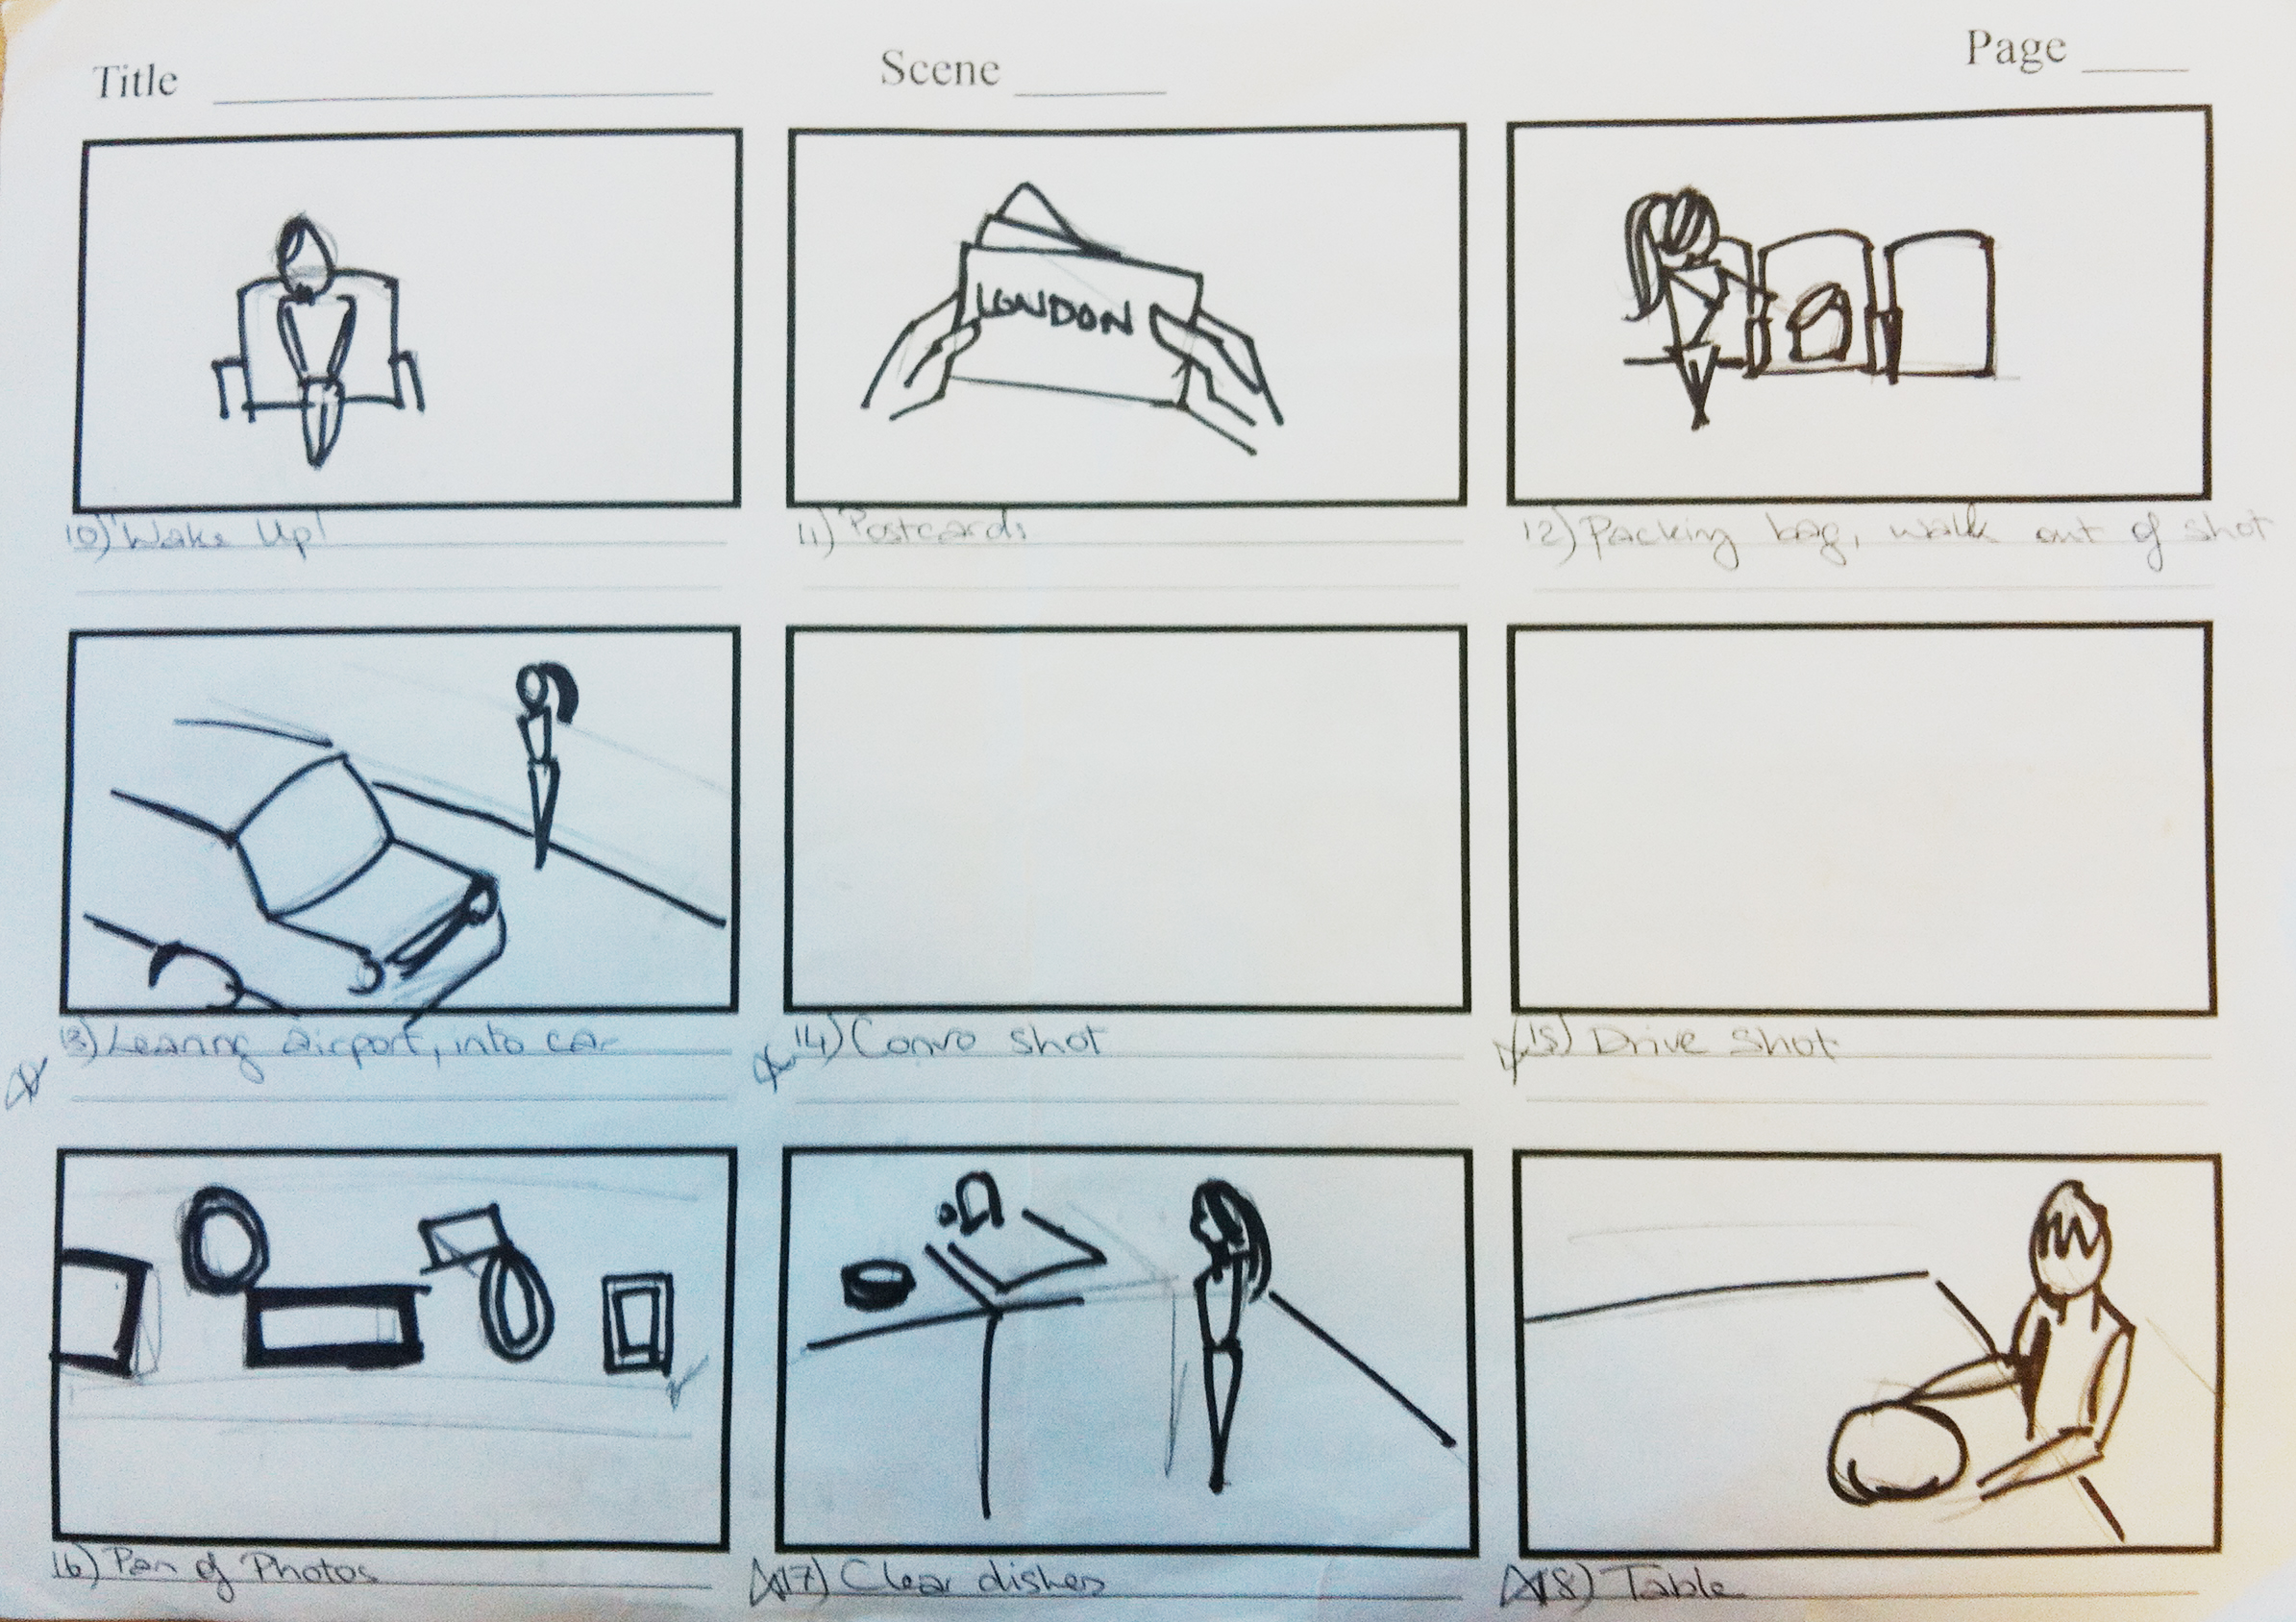 Title
Scene
Page
LONDON
10) 'Wake Up'
11) Postcards
12) Packing bag, walk out of shot
13) Leaving airport, into car
14) Convo shot
15) Drive shot
16) Pan of Photos
17) Clear dishes
18) Table